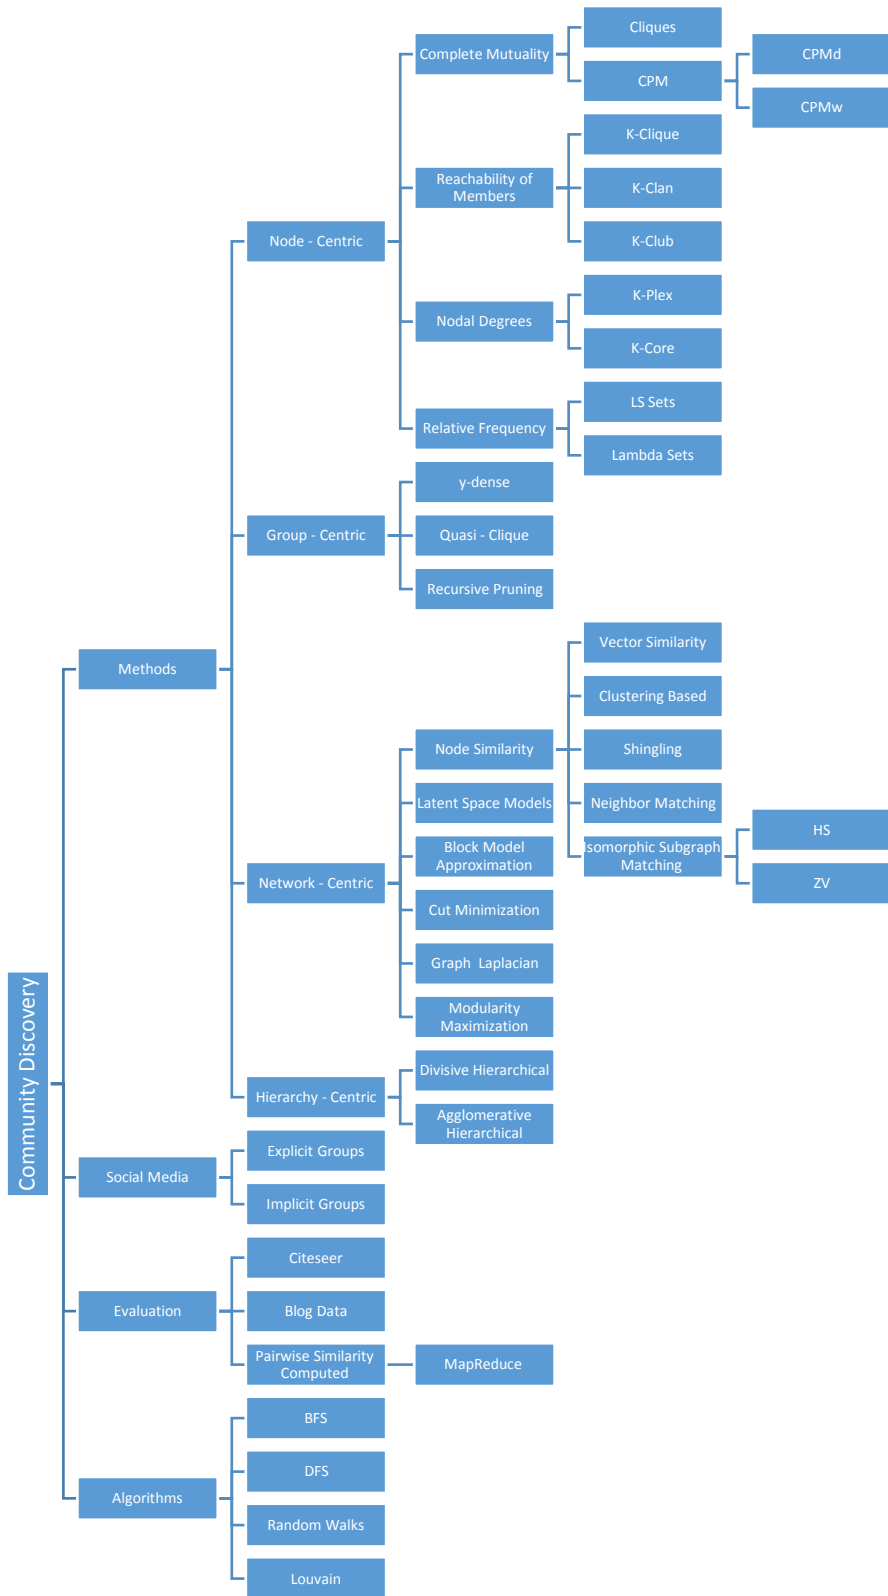 Community Discovery
Methods
Node - Centric
Complete Mutuality
Cliques
CPM
CPMd
CPMw
Reachability of
Members
K-Clique
K-Clan
K-Club
Nodal Degrees
K-Plex
K-Core
Relative Frequency
LS Sets
Lambda Sets
Group - Centric
y-dense
Quasi - Clique
Recursive Pruning
Network - Centric
Node Similarity
Vector Similarity
Clustering Based
Shingling
Neighbor Matching
Isomorphic Subgraph
Matching
HS
ZV
Latent Space Models
Block Model
Approximation
Cut Minimization
Graph Laplacian
Modularity
Maximization
Hierarchy - Centric
Divisive Hierarchical
Agglomerative
Hierarchical
Social Media
Explicit Groups
Implicit Groups
Evaluation
Citeseer
Blog Data
Pairwise Similarity
Computed
MapReduce
Algorithms
BFS
DFS
Random Walks
Louvain